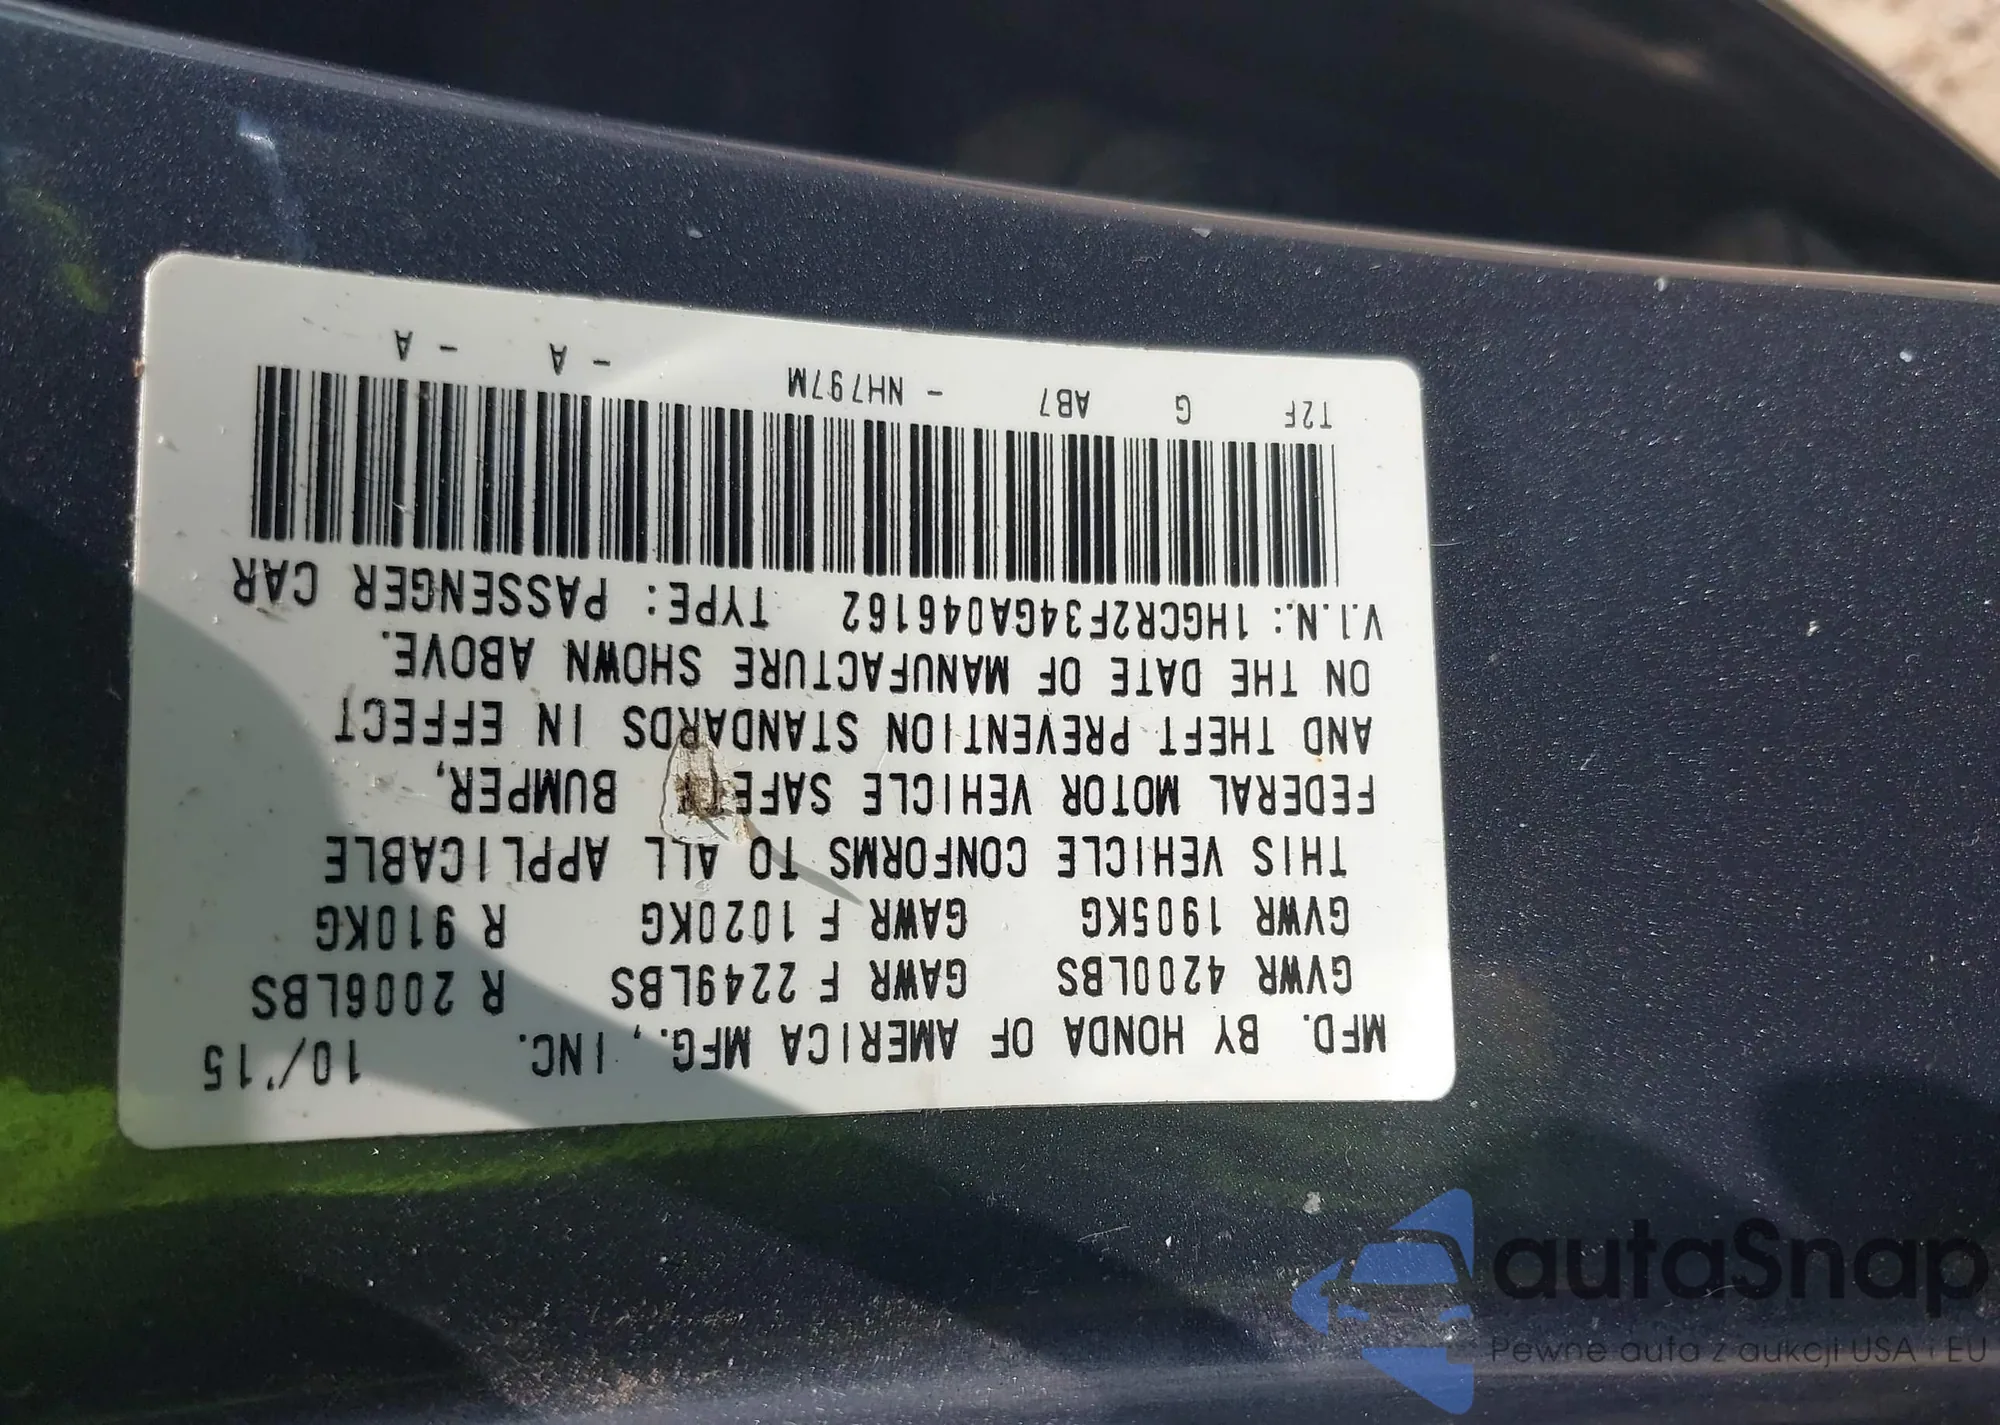 MFD. BY HONDA OF AMERICA MFG., INC. 10/'15
GVWR 4200LBS GAWR F 2249LBS R 2006LBS
GVWR 1905KG GAWR F 1020KG R 910KG
THIS VEHICLE CONFORMS TO ALL APPLICABLE
FEDERAL MOTOR VEHICLE SAFETY BUMPER,
AND THEFT PREVENTION STANDARDS IN EFFECT
ON THE DATE OF MANUFACTURE SHOWN ABOVE.
V.I.N.: 1HGCR2F34GA046162 TYPE: PASSENGER CAR
T2F G AB7 - NH797M - A - A
autaSnap
Pewne auta z aukcji USA i EU